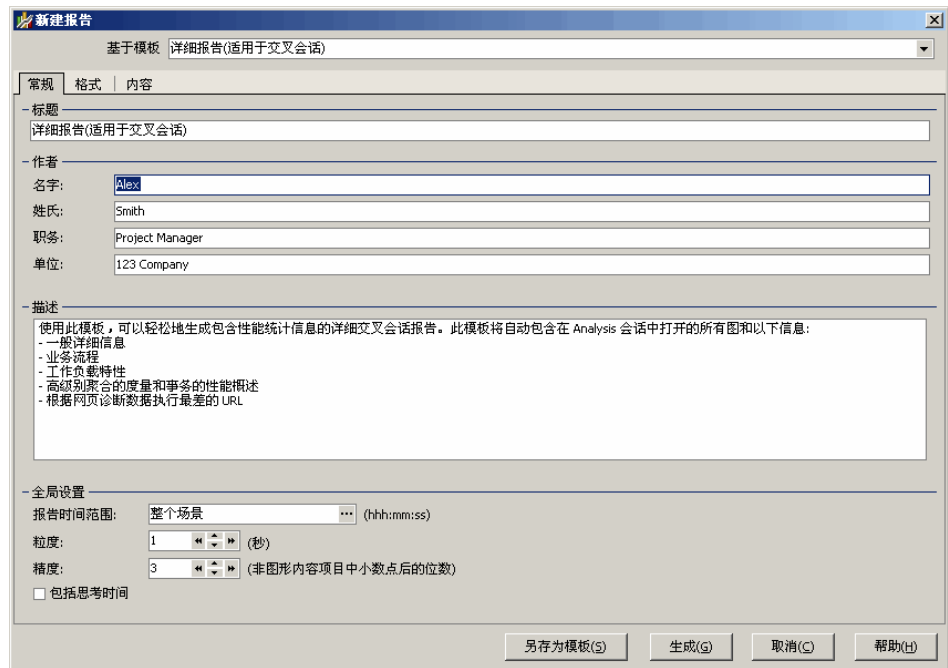 新建报告
基于模板 详细报告(适用于交叉会话)
常规 格式 内容
标题
详细报告(适用于交叉会话)
作者
名字: Alex
姓氏: Smith
职务: Project Manager
单位: 123 Company
描述
使用此模板，可以轻松地生成包含性能统计信息的详细交叉会话报告。此模板将自动包含在 Analysis 会话中打开的所有图和以下信息:
- 一般详细信息
- 业务流程
- 工作负载特性
- 高级别聚合的度量和事务的性能概述
- 根据网页诊断数据执行最差的 URL
全局设置
报告时间范围: 整个场景 ... (hhh:mm:ss)
粒度: 1 (秒)
精度: 3 (非图形内容项目中小数点后的位数)
包括思考时间
另存为模板(S) 生成(G) 取消(C) 帮助(H)